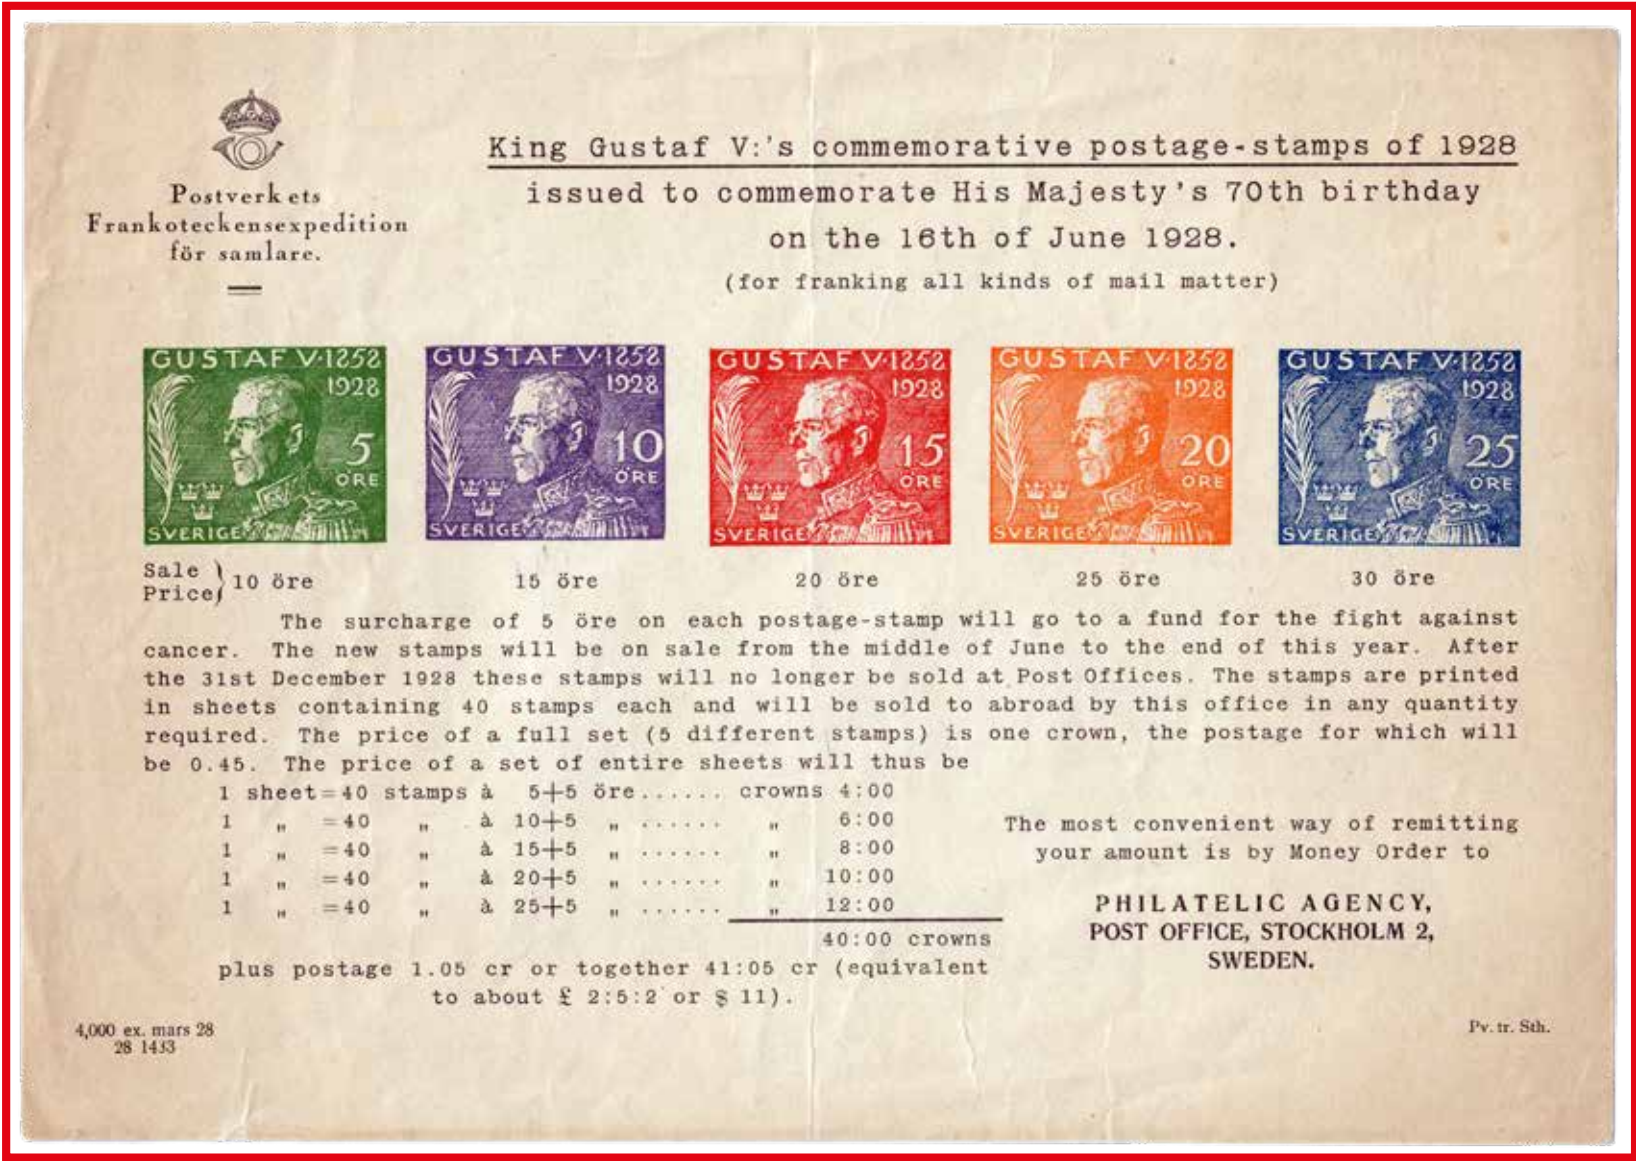 Postverkets
Frankoteckensexpedition
för samlare.
King Gustaf V:'s commemorative postage-stamps of 1928
issued to commemorate His Majesty's 70th birthday
on the 16th of June 1928.
(for franking all kinds of mail matter)
GUSTAF V·1858
1928
5
ÖRE
SVERIGE
GUSTAF V·1858
1928
10
ÖRE
SVERIGE
GUSTAF V·1858
1928
15
ÖRE
SVERIGE
GUSTAF V·1858
1928
20
ÖRE
SVERIGE
GUSTAF V·1858
1928
25
ÖRE
SVERIGE
Sale
Price} 10 öre 15 öre 20 öre 25 öre 30 öre
The surcharge of 5 öre on each postage-stamp will go to a fund for the fight against
cancer. The new stamps will be on sale from the middle of June to the end of this year. After
the 31st December 1928 these stamps will no longer be sold at Post Offices. The stamps are printed
in sheets containing 40 stamps each and will be sold to abroad by this office in any quantity
required. The price of a full set (5 different stamps) is one crown, the postage for which will
be 0.45. The price of a set of entire sheets will thus be
1 sheet=40 stamps à 5+5 öre...... crowns 4:00
1 „ =40 „ à 10+5 „ ...... „ 6:00
1 „ =40 „ à 15+5 „ ...... „ 8:00
1 „ =40 „ à 20+5 „ ...... „ 10:00
1 „ =40 „ à 25+5 „ ...... „ 12:00
40:00 crowns
plus postage 1.05 cr or together 41:05 cr (equivalent
to about £ 2:5:2 or $ 11).
The most convenient way of remitting
your amount is by Money Order to
PHILATELIC AGENCY,
POST OFFICE, STOCKHOLM 2,
SWEDEN.
4,000 ex. mars 28
28 1433
Pv. tr. Sth.